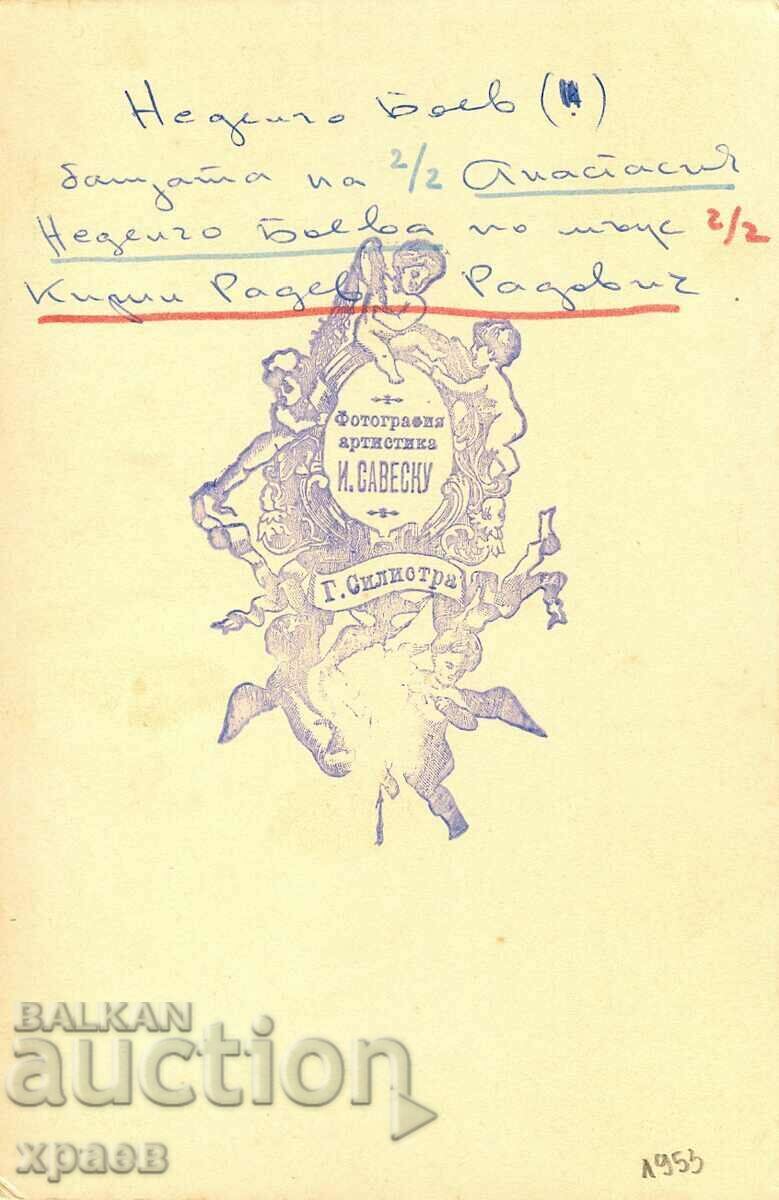 Неделчо Боев (!!!)
бащата на 2/2 Анастасия
Неделчо Боева по мъж 2/2
Кирил Радев Радович.
Фотография
артистика
И. САВЕСКУ
Г. Силистра
BALKAN
auction
храев
1953